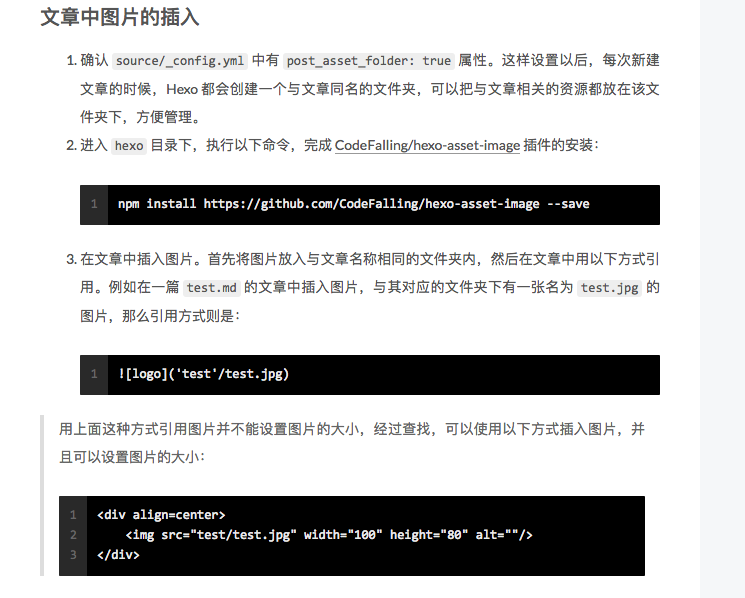 文章中图片的插入
1. 确认 source/_config.yml 中有 post_asset_folder: true 属性。这样设置以后，每次新建
文章的时候，Hexo 都会创建一个与文章同名的文件夹，可以把与文章相关的资源都放在该文
件夹下，方便管理。
2. 进入 hexo 目录下，执行以下命令，完成 CodeFalling/hexo-asset-image 插件的安装：
1 npm install https://github.com/CodeFalling/hexo-asset-image --save
3. 在文章中插入图片。首先将图片放入与文章名称相同的文件夹内，然后在文章中用以下方式引
用。例如在一篇 test.md 的文章中插入图片，与其对应的文件夹下有一张名为 test.jpg 的
图片，那么引用方式则是：
1 ![logo]('test'/test.jpg)
用上面这种方式引用图片并不能设置图片的大小，经过查找，可以使用以下方式插入图片，并
且可以设置图片的大小：
1 <div align=center>
2 <img src="test/test.jpg" width="100" height="80" alt=""/>
3 </div>